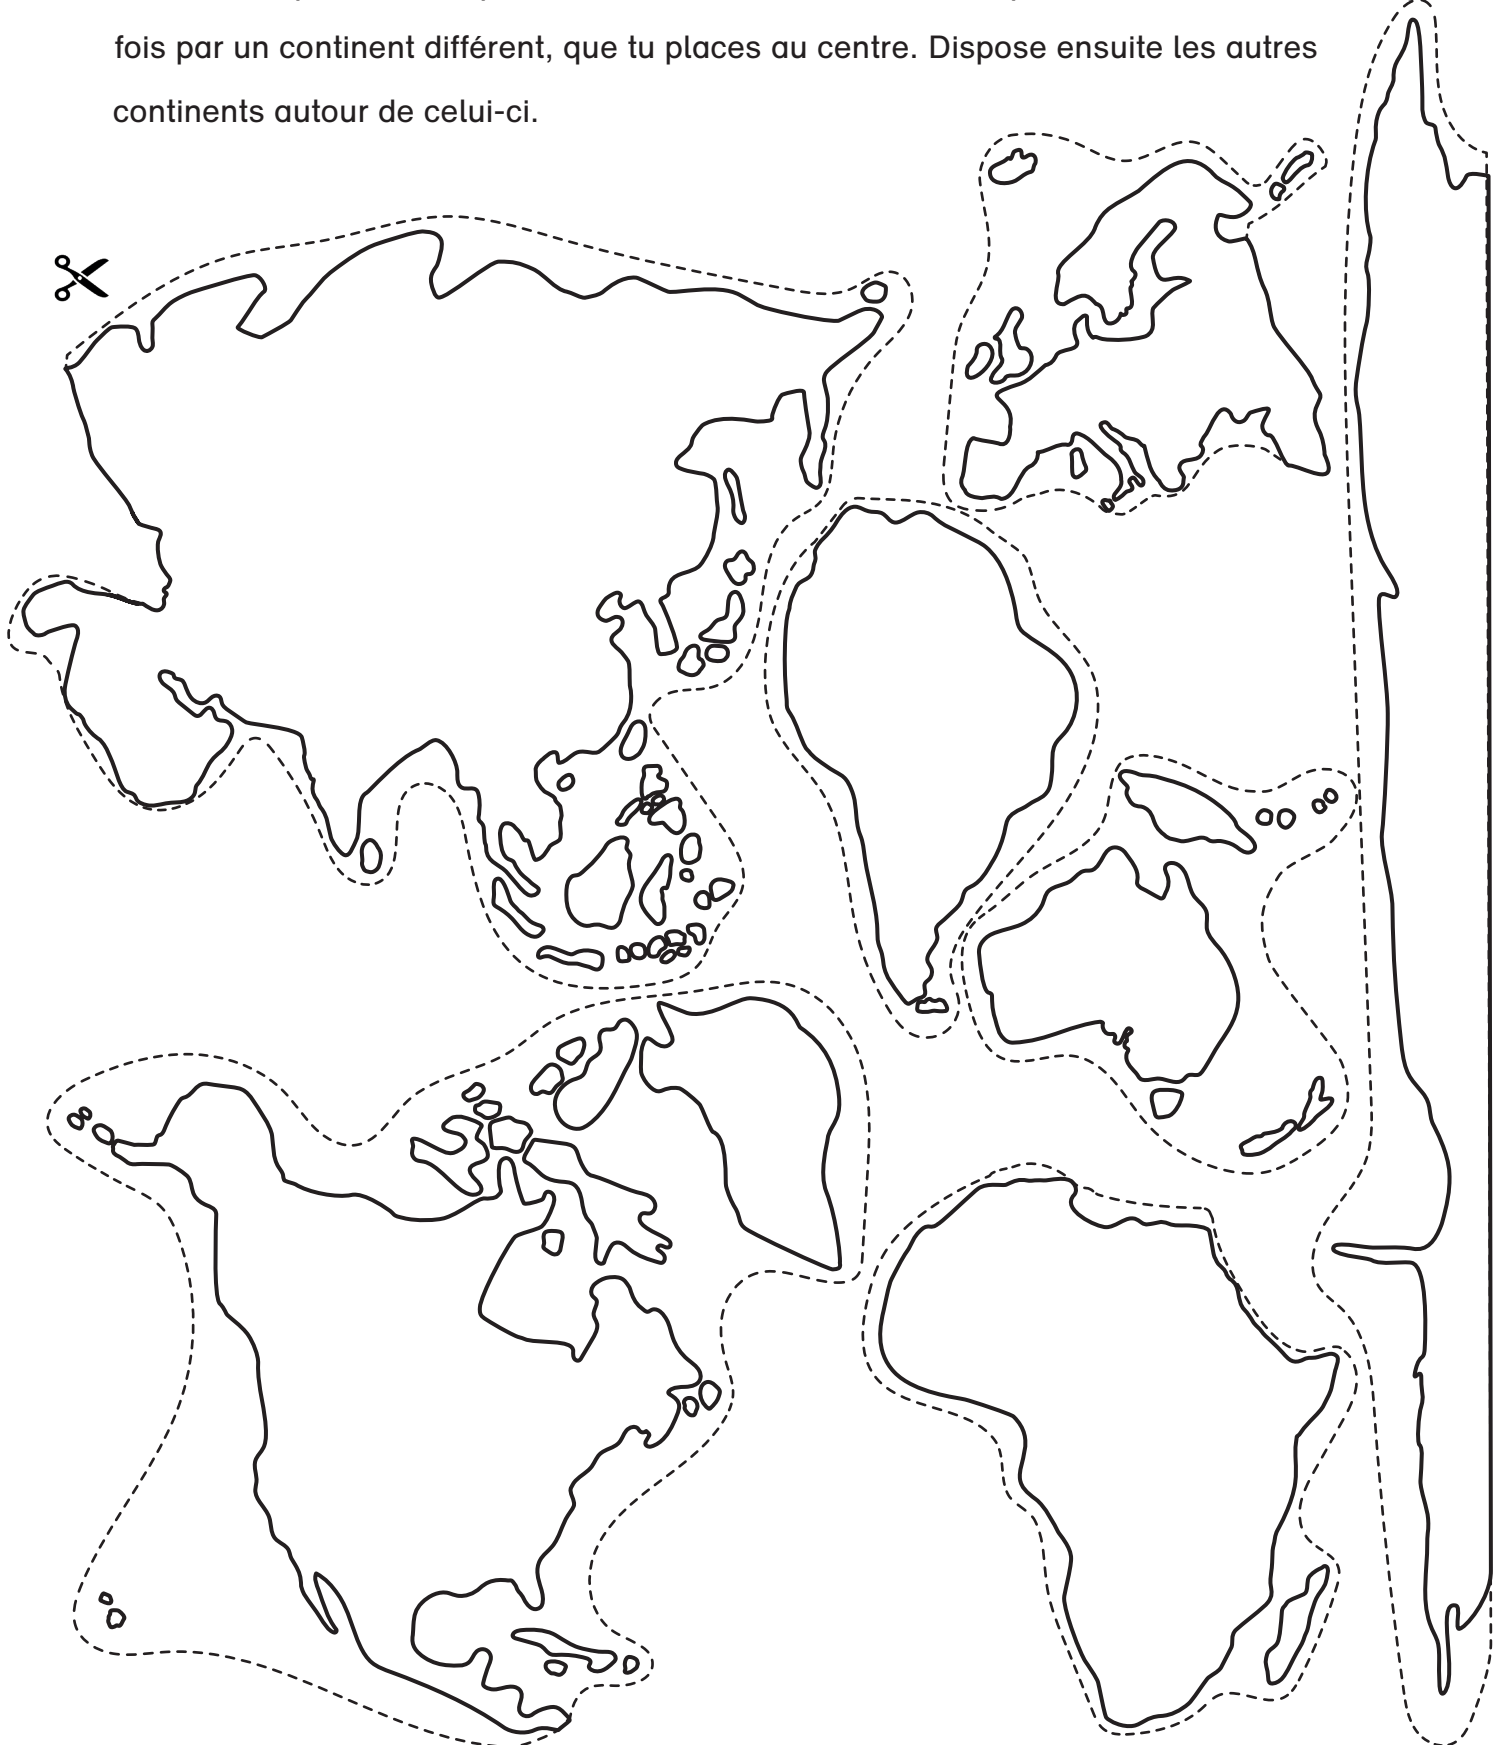 fois par un continent différent, que tu places au centre. Dispose ensuite les autres
continents autour de celui-ci.